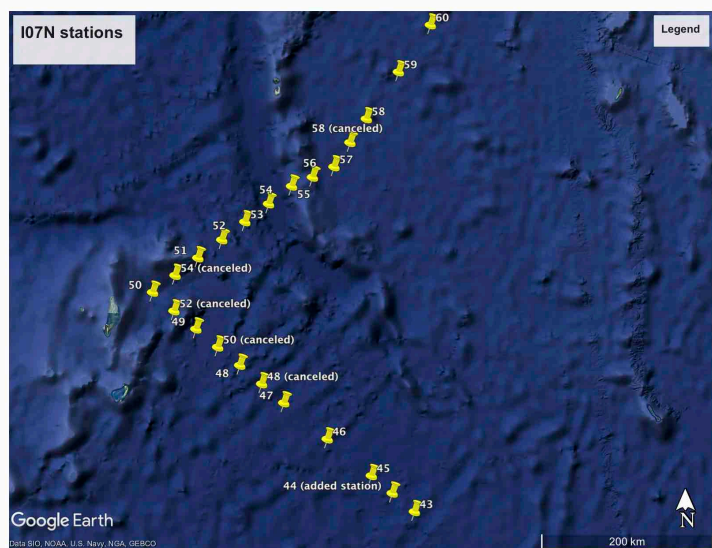 I07N stations
Legend
60
59
58
58 (canceled)
57
56
55
54
53
52
51
54 (canceled)
50
52 (canceled)
49
50 (canceled)
48
48 (canceled)
47
46
45
44 (added station)
43
N
Google Earth
Data SIO, NOAA, U.S. Navy, NGA, GEBCO
200 km